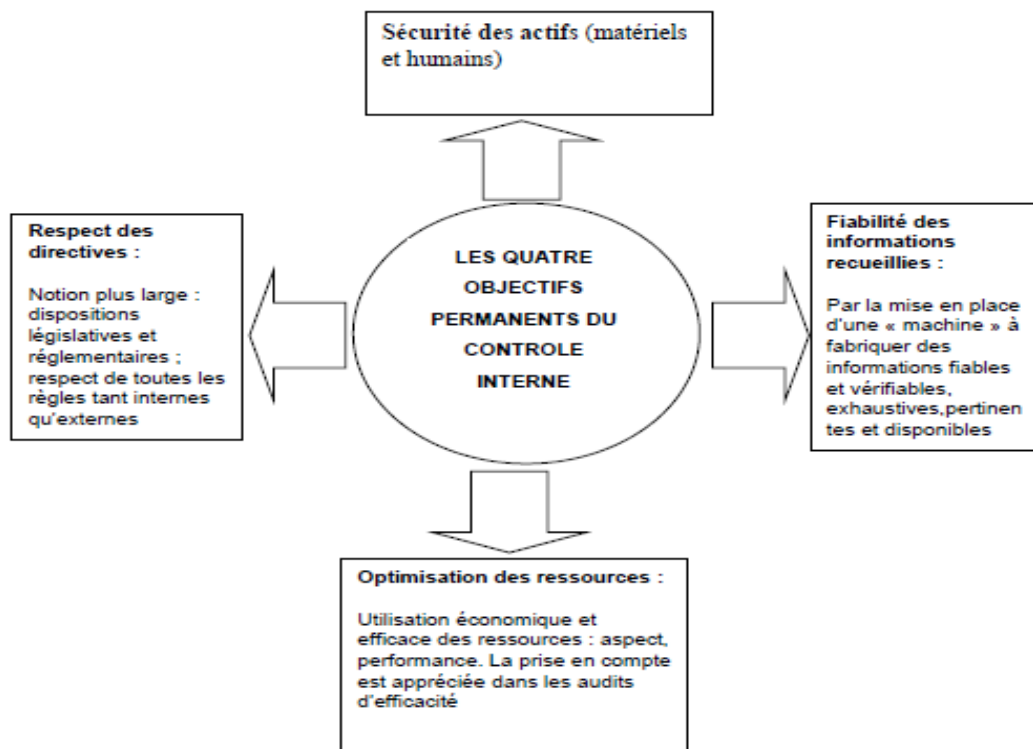 Sécurité des actifs (matériels
et humains)
Respect des
directives :
Notion plus large :
dispositions
législatives et
réglementaires ;
respect de toutes les
règles tant internes
qu'externes
LES QUATRE
OBJECTIFS
PERMANENTS DU
CONTROLE
INTERNE
Fiabilité des
informations
recueillies :
Par la mise en place
d'une « machine » à
fabriquer des
informations fiables
et vérifiables,
exhaustives,pertinen
tes et disponibles
Optimisation des ressources :
Utilisation économique et
efficace des ressources : aspect,
performance. La prise en compte
est appréciée dans les audits
d'efficacité